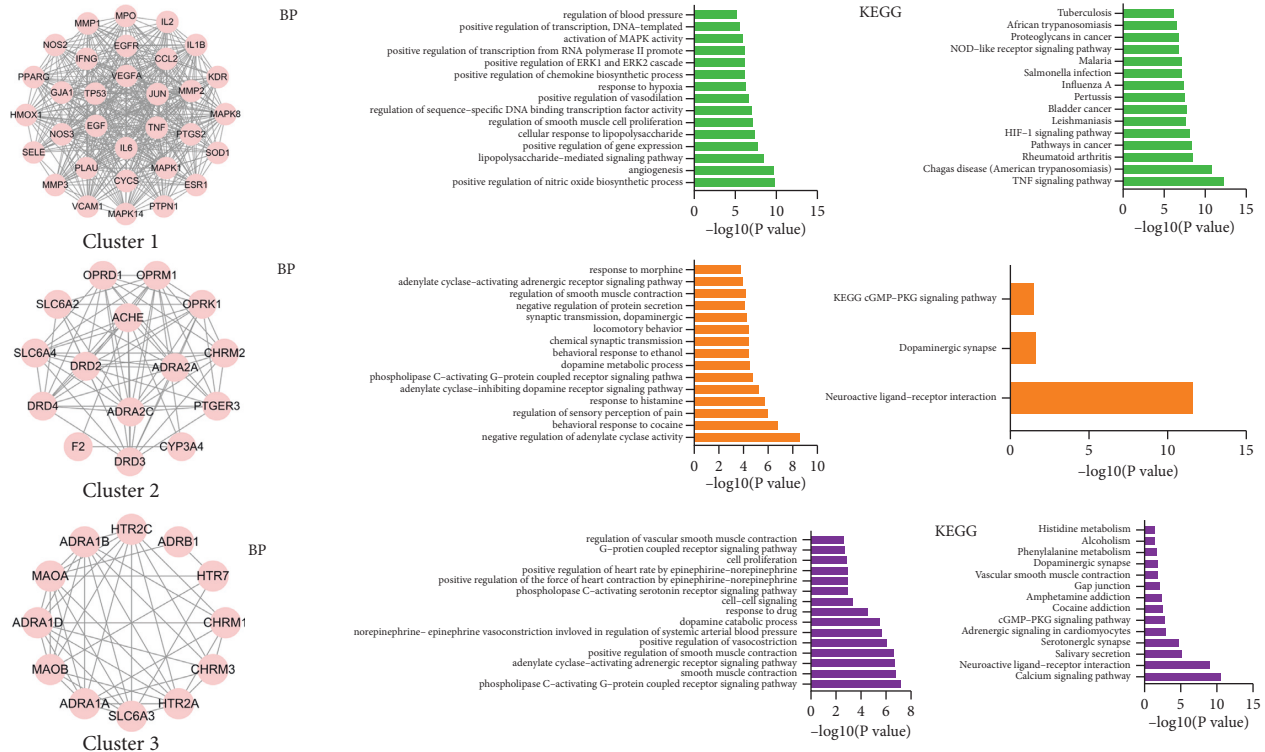 MPO
MMP1
IL2
NOS2
EGFR
IL1B
IFNG
CCL2
PPARG
VEGFA
KDR
GJA1
TP53
JUN
MMP2
HMOX1
MAPK8
EGF
TNF
NOS3
PTGS2
SELE
IL6
SOD1
PLAU
MAPK1
MMP3
CYCS
ESR1
VCAM1
MAPK14
PTPN1
Cluster 1
BP
regulation of blood pressure
positive regulation of transcription, DNA–templated
activation of MAPK activity
positive regulation of transcription from RNA polymerase II promote
positive regulation of ERK1 and ERK2 cascade
positive regulation of chemokine biosynthetic process
response to hypoxia
positive regulation of vasodilation
regulation of sequence–specific DNA binding transcription factor activity
regulation of smooth muscle cell proliferation
cellular response to lipopolysaccharide
positive regulation of gene expression
lipopolysaccharide–mediated signaling pathway
angiogenesis
positive regulation of nitric oxide biosynthetic process
0 5 10 15
–log10(P value)
KEGG
Tuberculosis
African trypanosomiasis
Proteoglycans in cancer
NOD–like receptor signaling pathway
Malaria
Salmonella infection
Influenza A
Pertussis
Bladder cancer
Leishmaniasis
HIF–1 signaling pathway
Pathways in cancer
Rheumatoid arthritis
Chagas disease (American trypanosomiasis)
TNF signaling pathway
0 5 10 15
–log10(P value)
OPRD1
OPRM1
SLC6A2
OPRK1
ACHE
SLC6A4
CHRM2
DRD2
ADRA2A
DRD4
ADRA2C
PTGER3
F2
CYP3A4
DRD3
Cluster 2
BP
response to morphine
adenylate cyclase–activating adrenergic receptor signaling pathway
regulation of smooth muscle contraction
negative regulation of protein secretion
synaptic transmission, dopaminergic
locomotory behavior
chemical synaptic transmission
behavioral response to ethanol
dopamine metabolic process
phospholipase C–activating G–protein coupled receptor signaling pathwa
adenylate cyclase–inhibiting dopamine receptor signaling pathway
response to histamine
regulation of sensory perception of pain
behavioral response to cocaine
negative regulation of adenylate cyclase activity
0 2 4 6 8 10
–log10(P value)
KEGG cGMP–PKG signaling pathway
Dopaminergic synapse
Neuroactive ligand–receptor interaction
0 5 10 15
–log10(P value)
HTR2C
ADRA1B
ADRB1
MAOA
HTR7
ADRA1D
CHRM1
MAOB
CHRM3
ADRA1A
HTR2A
SLC6A3
Cluster 3
BP
regulation of vascular smooth muscle contraction
G–protien coupled receptor signaling pathway
cell proliferation
positive regulation of heart rate by epinephirine–norepinephrine
positive regulation of the force of heart contraction by epinephirine–norepinephrine
phospholopase C–activating serotonin receptor signaling pathway
cell–cell signaling
response to drug
dopamine catabolic process
norepinephrine– epinephrine vasoconstriction invloved in regulation of systemic arterial blood pressure
positive regulation of vasocostriction
positive regulation of smooth muscle contraction
adenylate cyclase–activating adrenergic receptor signaling pathway
smooth muscle contraction
phospholipase C–activating G–protein coupled receptor signaling pathway
0 2 4 6 8
–log10(P value)
KEGG
Histidine metabolism
Alcoholism
Phenylalanine metabolism
Dopaminergic synapse
Vascular smooth muscle contraction
Gap junction
Amphetamine addiction
Cocaine addiction
cGMP–PKG signaling pathway
Adrenergic signaling in cardiomyocytes
Serotonerglc synapse
Salivary secretion
Neuroactive ligand–receptor interaction
Calcium signaling pathway
0 5 10 15
–log10(P value)